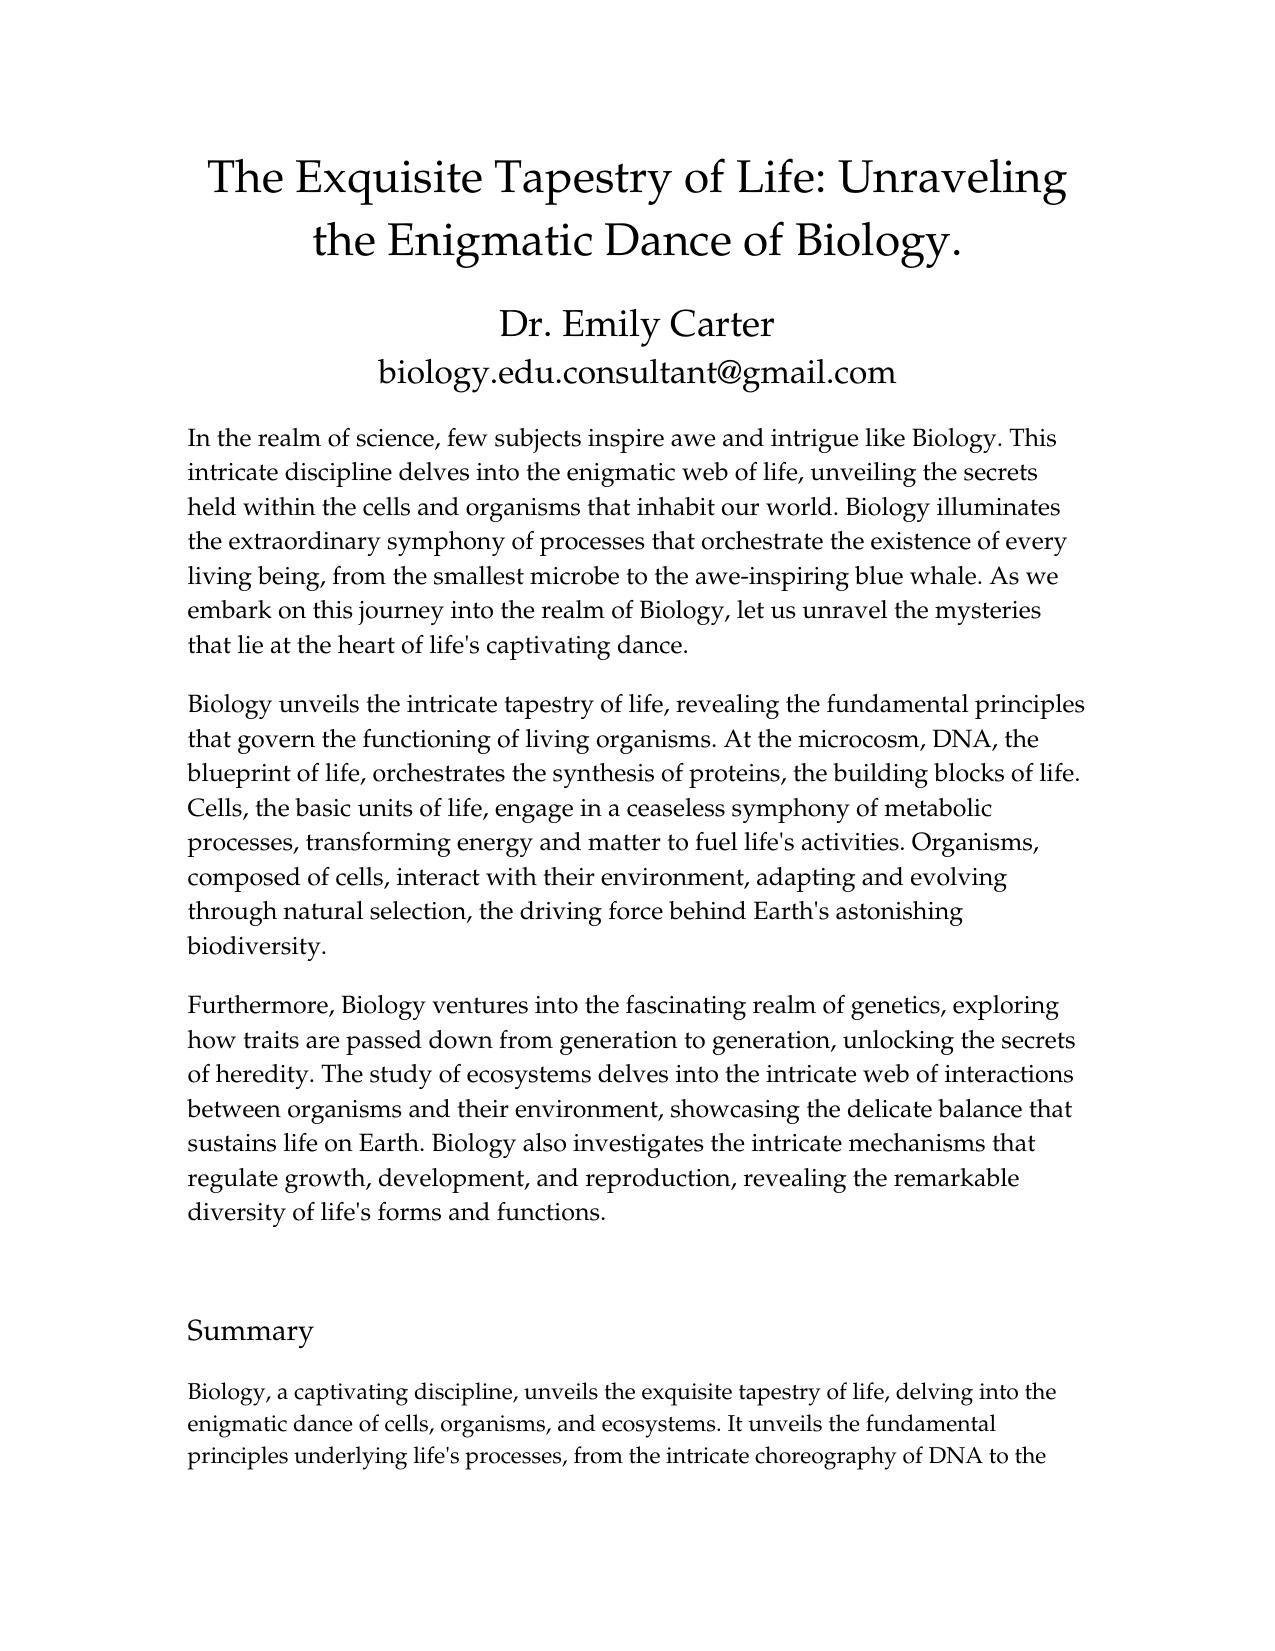 The Exquisite Tapestry of Life: Unraveling
the Enigmatic Dance of Biology.
Dr. Emily Carter
biology.edu.consultant@gmail.com
In the realm of science, few subjects inspire awe and intrigue like Biology. This
intricate discipline delves into the enigmatic web of life, unveiling the secrets
held within the cells and organisms that inhabit our world. Biology illuminates
the extraordinary symphony of processes that orchestrate the existence of every
living being, from the smallest microbe to the awe-inspiring blue whale. As we
embark on this journey into the realm of Biology, let us unravel the mysteries
that lie at the heart of life's captivating dance.
Biology unveils the intricate tapestry of life, revealing the fundamental principles
that govern the functioning of living organisms. At the microcosm, DNA, the
blueprint of life, orchestrates the synthesis of proteins, the building blocks of life.
Cells, the basic units of life, engage in a ceaseless symphony of metabolic
processes, transforming energy and matter to fuel life's activities. Organisms,
composed of cells, interact with their environment, adapting and evolving
through natural selection, the driving force behind Earth's astonishing
biodiversity.
Furthermore, Biology ventures into the fascinating realm of genetics, exploring
how traits are passed down from generation to generation, unlocking the secrets
of heredity. The study of ecosystems delves into the intricate web of interactions
between organisms and their environment, showcasing the delicate balance that
sustains life on Earth. Biology also investigates the intricate mechanisms that
regulate growth, development, and reproduction, revealing the remarkable
diversity of life's forms and functions.
Summary
Biology, a captivating discipline, unveils the exquisite tapestry of life, delving into the
enigmatic dance of cells, organisms, and ecosystems. It unveils the fundamental
principles underlying life's processes, from the intricate choreography of DNA to the